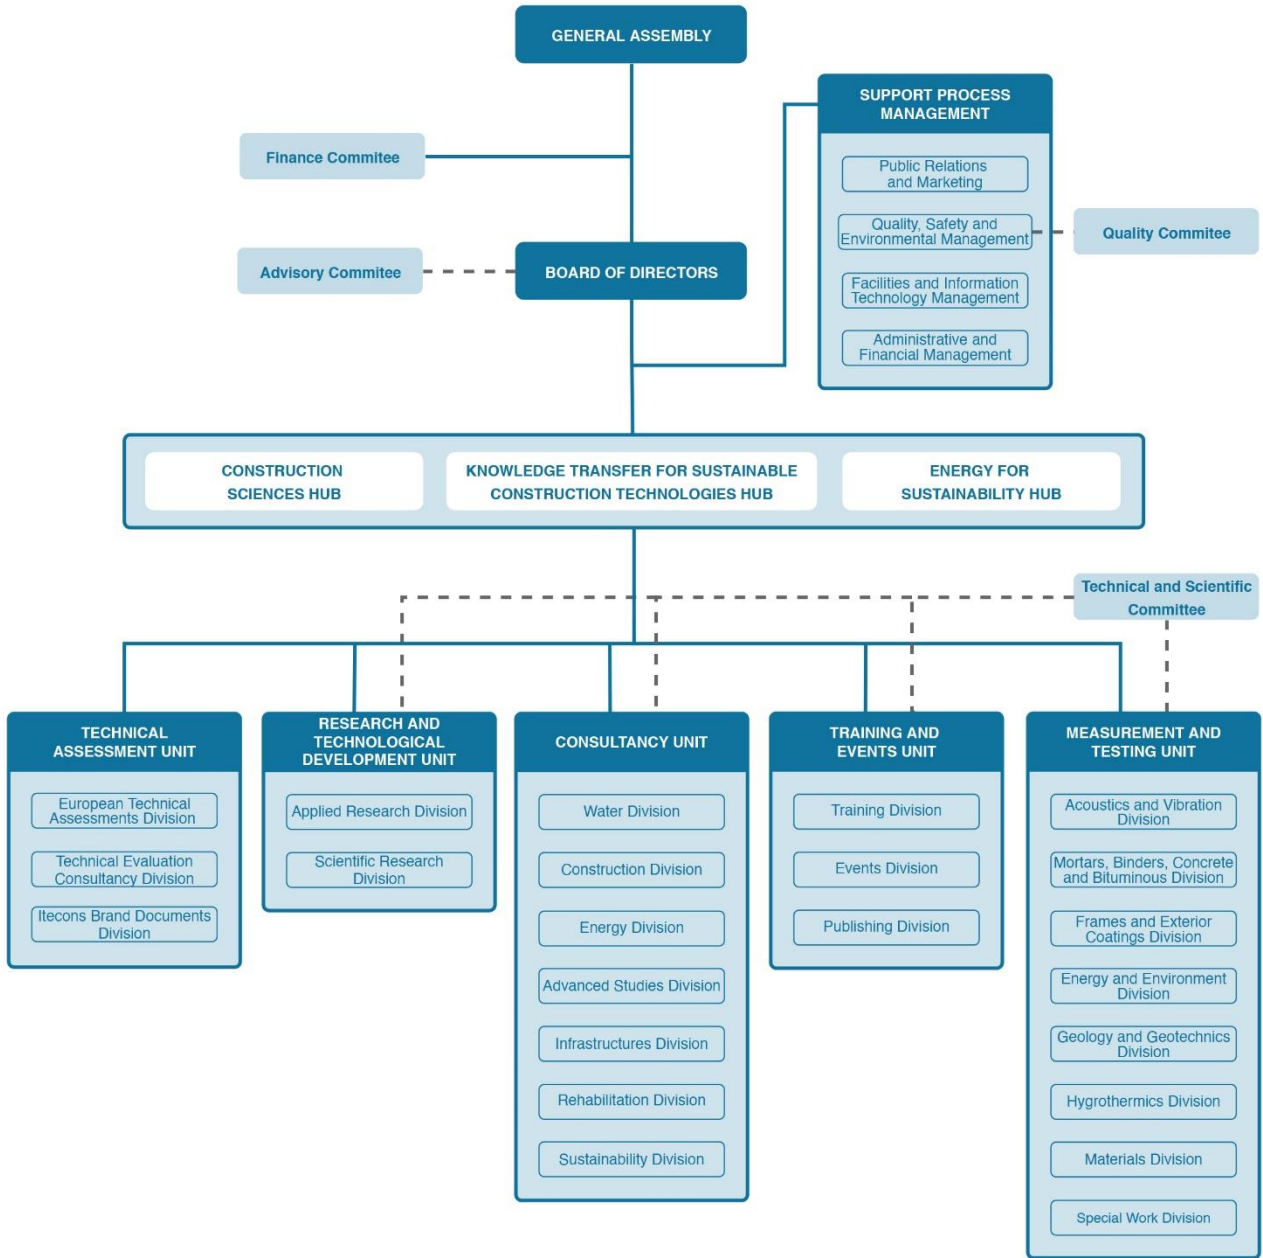 GENERAL ASSEMBLY
SUPPORT PROCESS
MANAGEMENT
Public Relations
and Marketing
Quality, Safety and
Environmental Management
Facilities and Information
Technology Management
Administrative and
Financial Management
Finance Commitee
Quality Commitee
Advisory Commitee
BOARD OF DIRECTORS
CONSTRUCTION
SCIENCES HUB
KNOWLEDGE TRANSFER FOR SUSTAINABLE
CONSTRUCTION TECHNOLOGIES HUB
ENERGY FOR
SUSTAINABILITY HUB
Technical and Scientific
Committee
TECHNICAL
ASSESSMENT UNIT
European Technical
Assessments Division
Technical Evaluation
Consultancy Division
Itecons Brand Documents
Division
RESEARCH AND
TECHNOLOGICAL
DEVELOPMENT UNIT
Applied Research Division
Scientific Research
Division
CONSULTANCY UNIT
Water Division
Construction Division
Energy Division
Advanced Studies Division
Infrastructures Division
Rehabilitation Division
Sustainability Division
TRAINING AND
EVENTS UNIT
Training Division
Events Division
Publishing Division
MEASUREMENT AND
TESTING UNIT
Acoustics and Vibration
Division
Mortars, Binders, Concrete
and Bituminous Division
Frames and Exterior
Coatings Division
Energy and Environment
Division
Geology and Geotechnics
Division
Hygrothermics Division
Materials Division
Special Work Division